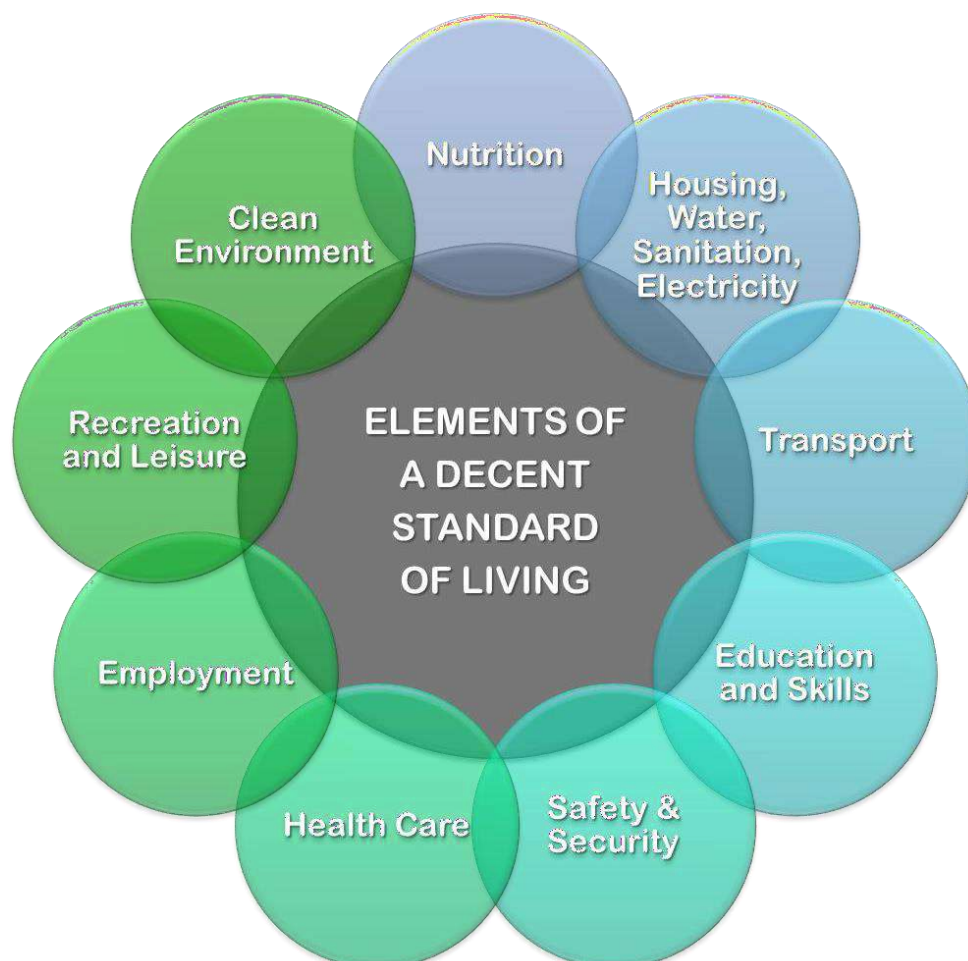 Nutrition
Housing,
Water,
Sanitation,
Electricity
Transport
Education
and Skills
Safety &
Security
Health Care
Employment
Recreation
and Leisure
Clean
Environment
ELEMENTS OF
A DECENT
STANDARD
OF LIVING